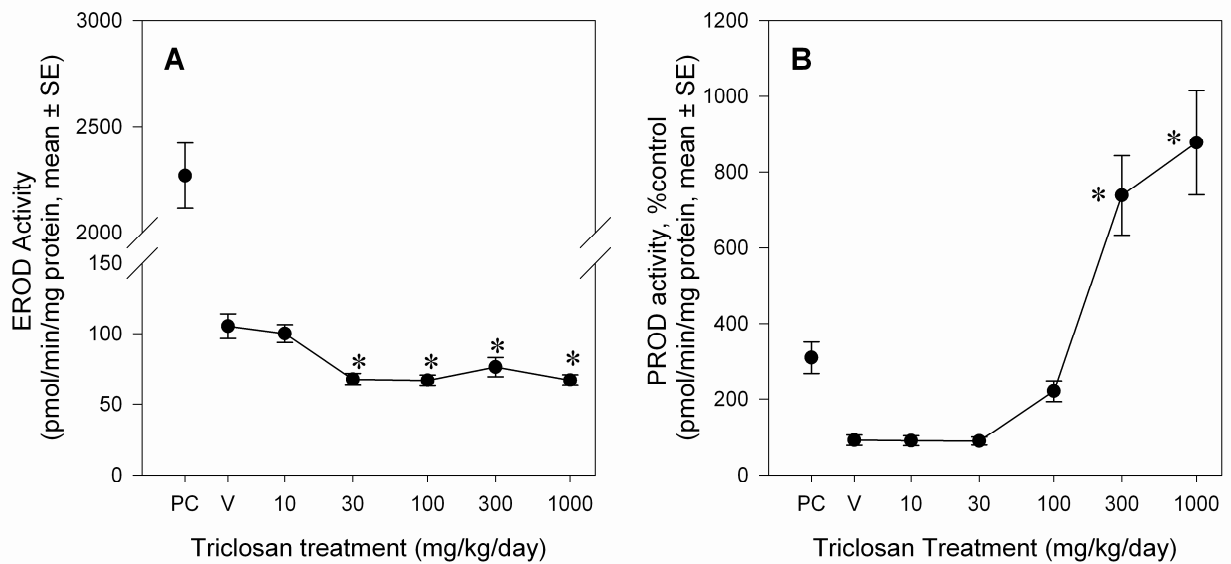 A
EROD Activity
(pmol/min/mg protein, mean ± SE)
3000
2500
2000
150
100
50
0
* * * *
PC V 10 30 100 300 1000
Triclosan treatment (mg/kg/day)
B
PROD activity, %control
(pmol/min/mg protein, mean ± SE)
1200
1000
800
600
400
200
0
* *
PC V 10 30 100 300 1000
Triclosan Treatment (mg/kg/day)